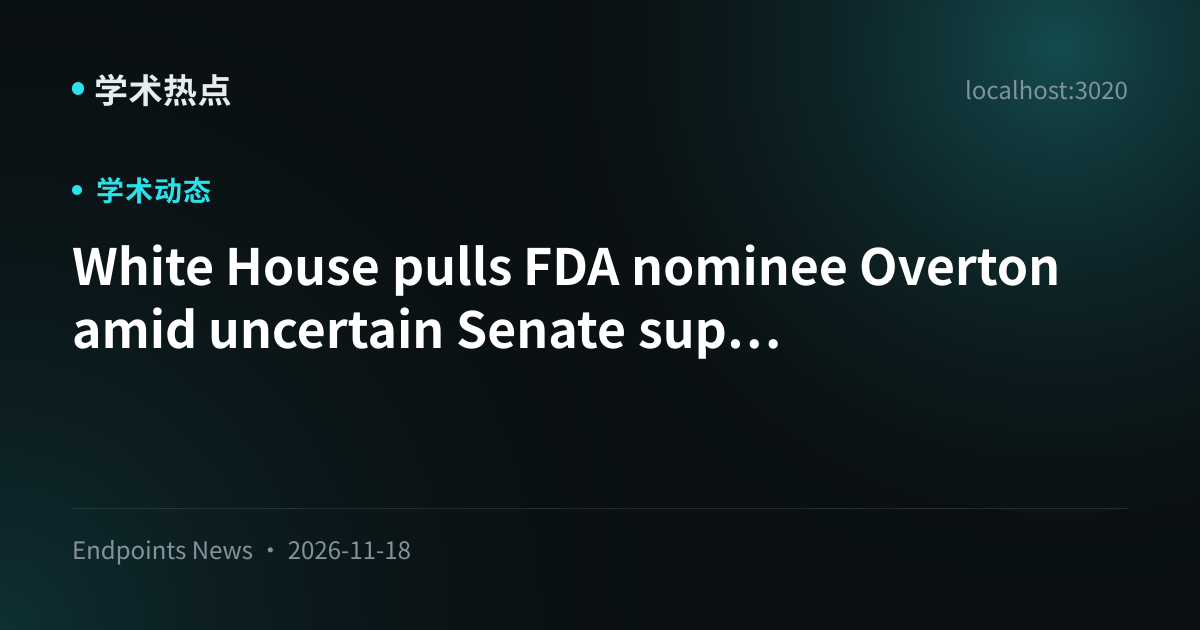 学术热点
localhost:3020
学术动态
White House pulls FDA nominee Overton
amid uncertain Senate sup…
Endpoints News · 2026-11-18